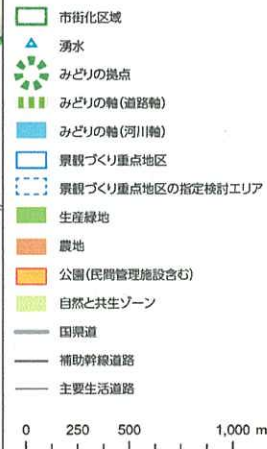 市街化区域
湧水
みどりの拠点
みどりの軸(道路軸)
みどりの軸(河川軸)
景観づくり重点地区
景観づくり重点地区の指定検討エリア
生産緑地
農地
公園(民間管理施設含む)
自然と共生ゾーン
国県道
補助幹線道路
主要生活道路
0 250 500 1,000 m